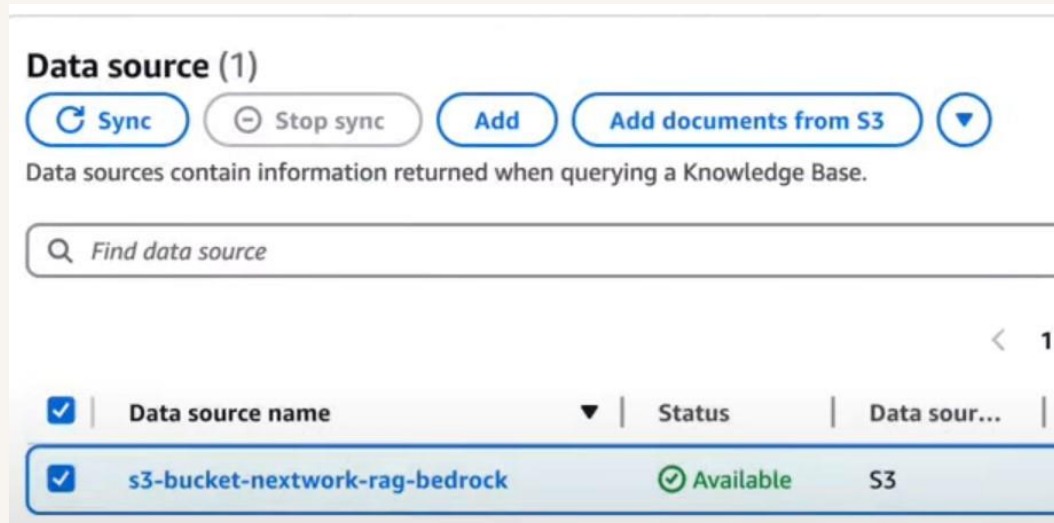 Data source (1)
Sync Stop sync Add Add documents from S3
Data sources contain information returned when querying a Knowledge Base.
Find data source
1
Data source name Status Data sour...
s3-bucket-nextwork-rag-bedrock Available S3